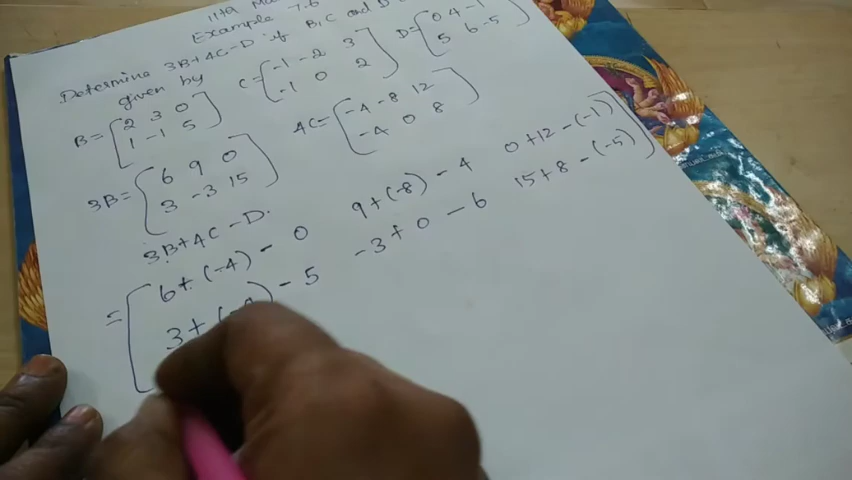 11th Ma
Example 7.6
Determine 3B+4C-D if B, C and D
given by
B = [2 3 0 C = [-1 -2 3 D = [0 4 -1
1 -1 5] -1 0 2] 5 6 -5]
3B = [6 9 0 4C = [-4 -8 12
3 -3 15] -4 0 8]
3B+4C-D.
= [6+(-4)-0 9+(-8)-4 0+12-(-1)
3+(-4)-5 -3+0-6 15+8-(-5)]